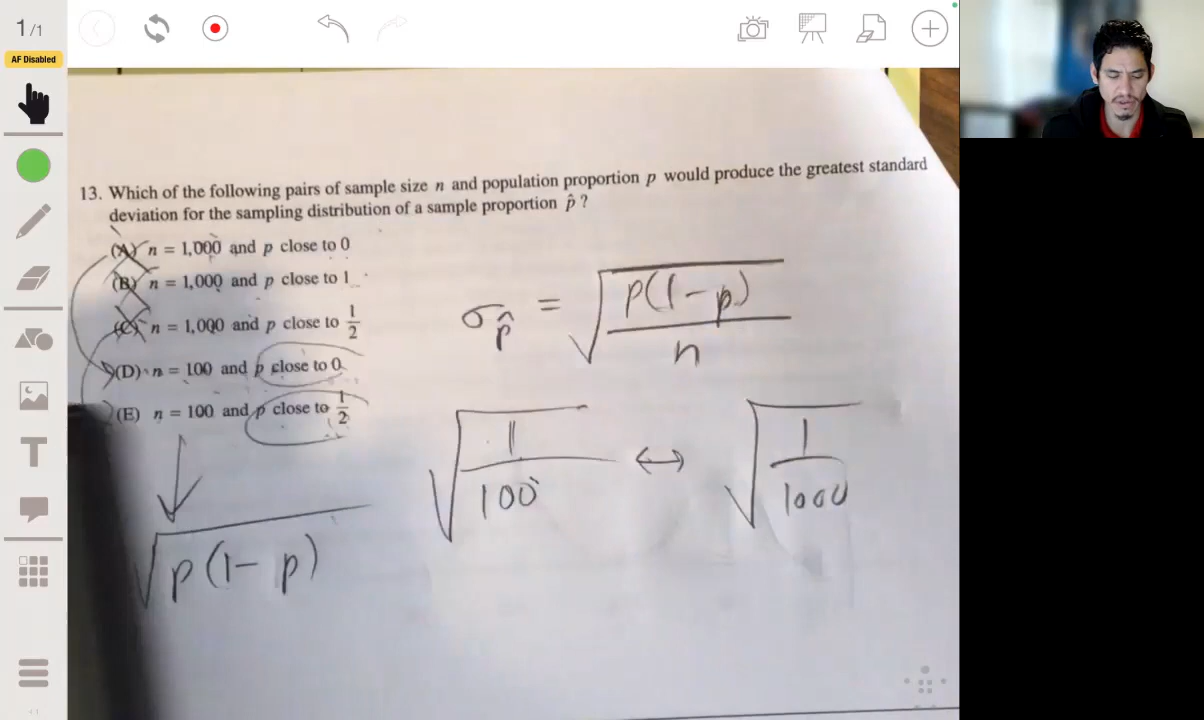 1/1
AF Disabled
13. Which of the following pairs of sample size n and population proportion p would produce the greatest standard
deviation for the sampling distribution of a sample proportion p̂ ?
(A) n = 1,000 and p close to 0
(B) n = 1,000 and p close to 1
(C) n = 1,000 and p close to 1/2
(D) n = 100 and p close to 0
(E) n = 100 and p close to 1/2
σp̂ = √(p(1-p)/n)
√(1/100) ↔ √(1/1000)
√p(1-p)
T